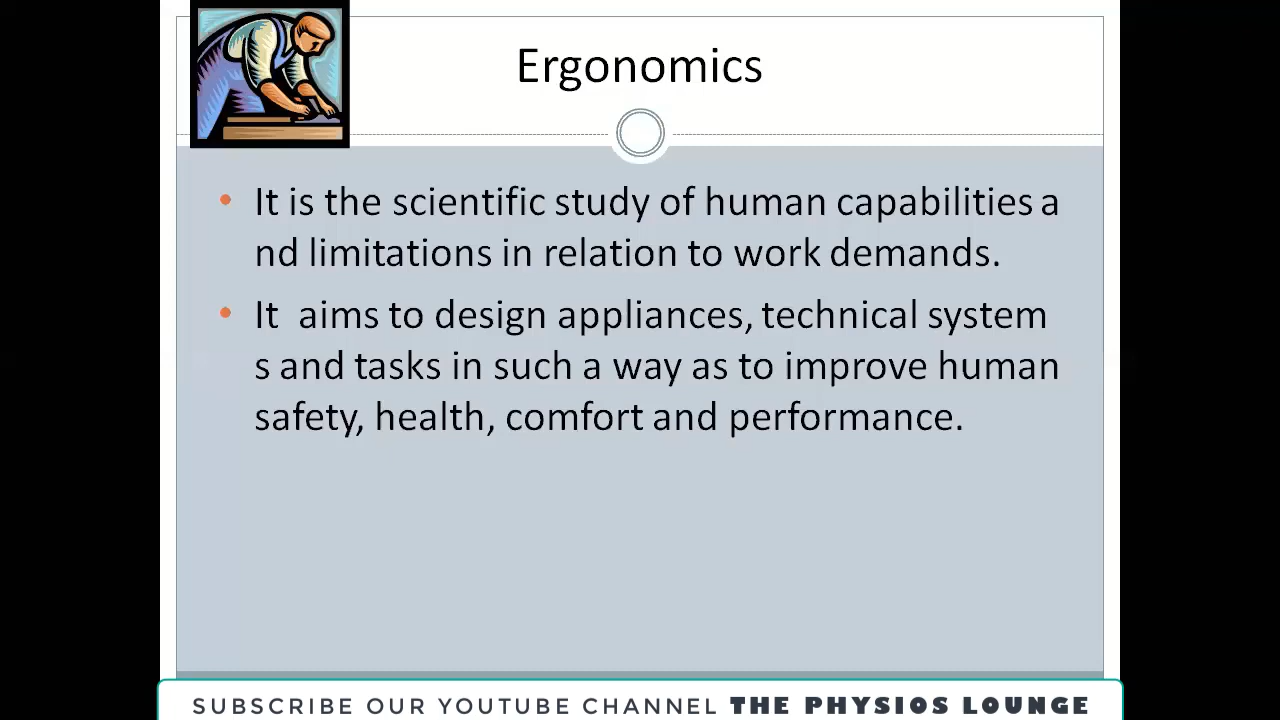 Ergonomics
• It is the scientific study of human capabilities a
nd limitations in relation to work demands.
• It  aims to design appliances, technical system
s and tasks in such a way as to improve human
safety, health, comfort and performance.
SUBSCRIBE OUR YOUTUBE CHANNEL THE PHYSIOS LOUNGE